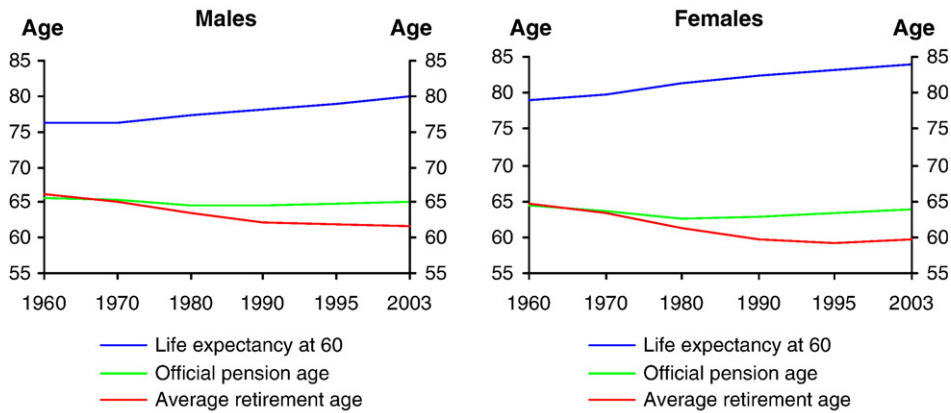 Males
Age Age
85 85
80 80
75 75
70 70
65 65
60 60
55 55
1960 1970 1980 1990 1995 2003
Life expectancy at 60
Official pension age
Average retirement age
Females
Age Age
85 85
80 80
75 75
70 70
65 65
60 60
55 55
1960 1970 1980 1990 1995 2003
Life expectancy at 60
Official pension age
Average retirement age